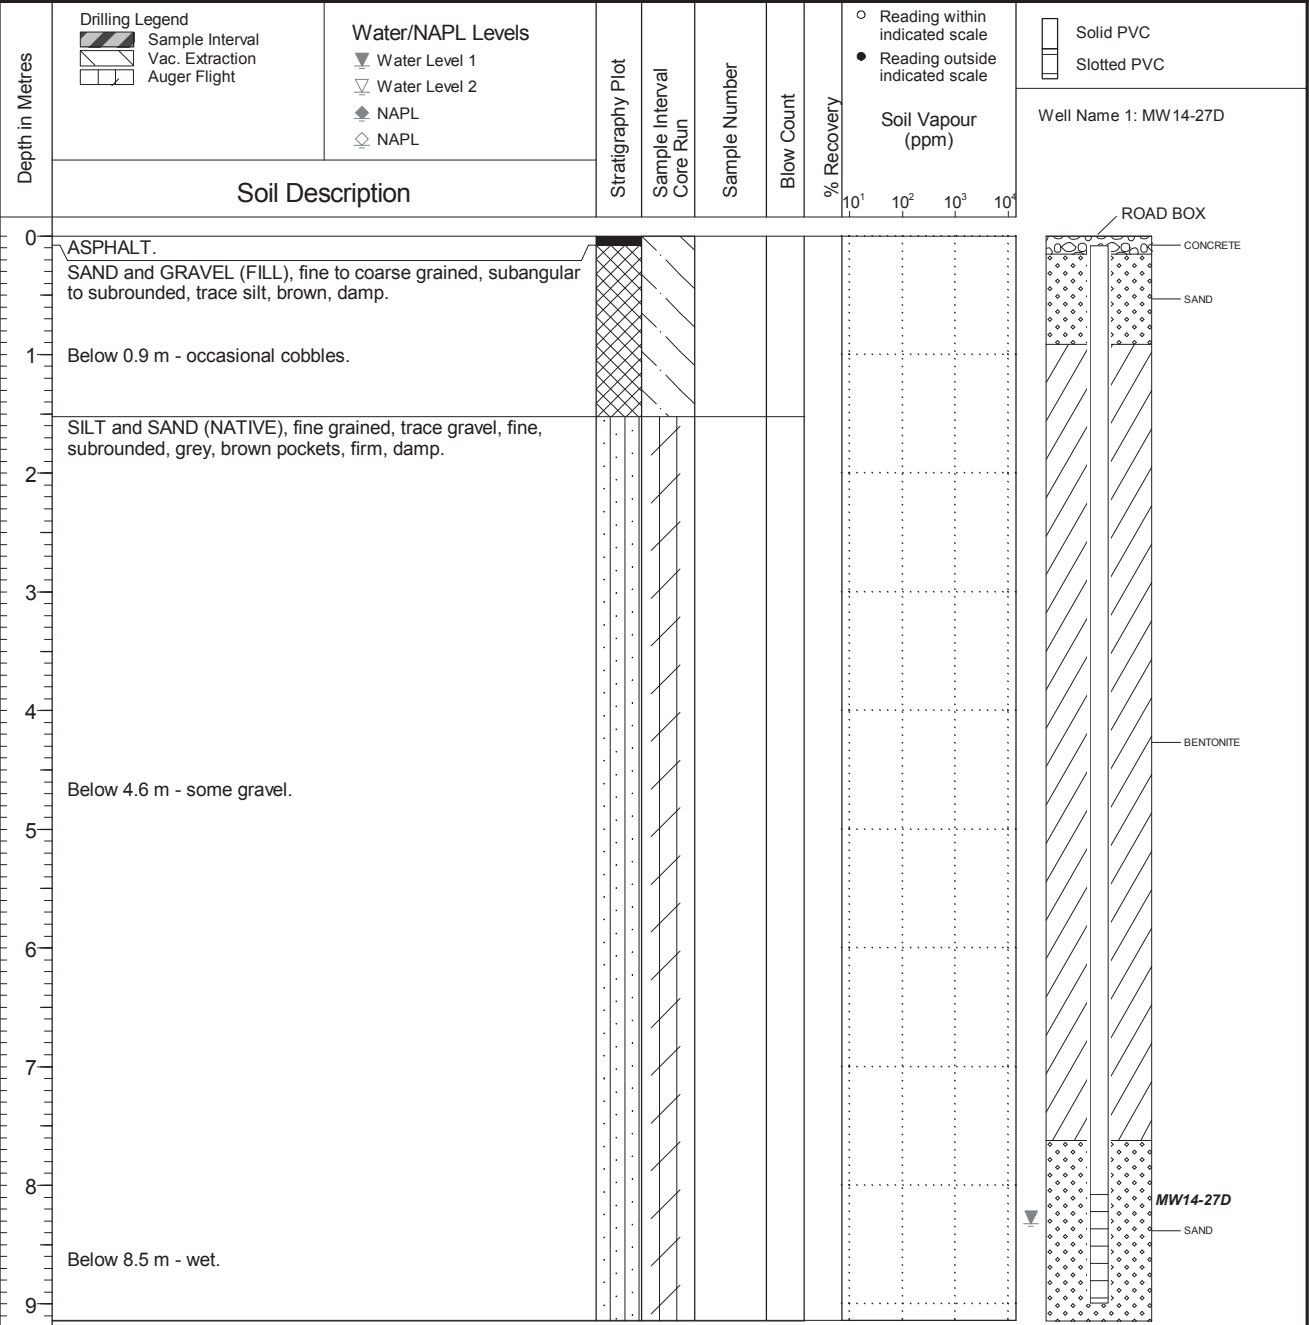 Depth in Metres
Drilling Legend
Sample Interval
Vac. Extraction
Auger Flight
Water/NAPL Levels
Water Level 1
Water Level 2
NAPL
NAPL
Soil Description
Stratigraphy Plot
Sample Interval
Core Run
Sample Number
Blow Count
% Recovery
Reading within
indicated scale
Reading outside
indicated scale
Soil Vapour
(ppm)
10¹ 10² 10³ 10⁴
Solid PVC
Slotted PVC
Well Name 1: MW14-27D
ROAD BOX
0
ASPHALT.
CONCRETE
SAND and GRAVEL (FILL), fine to coarse grained, subangular
to subrounded, trace silt, brown, damp.
SAND
1
Below 0.9 m - occasional cobbles.
SILT and SAND (NATIVE), fine grained, trace gravel, fine,
subrounded, grey, brown pockets, firm, damp.
2
3
4
BENTONITE
Below 4.6 m - some gravel.
5
6
7
8
MW14-27D
SAND
Below 8.5 m - wet.
9